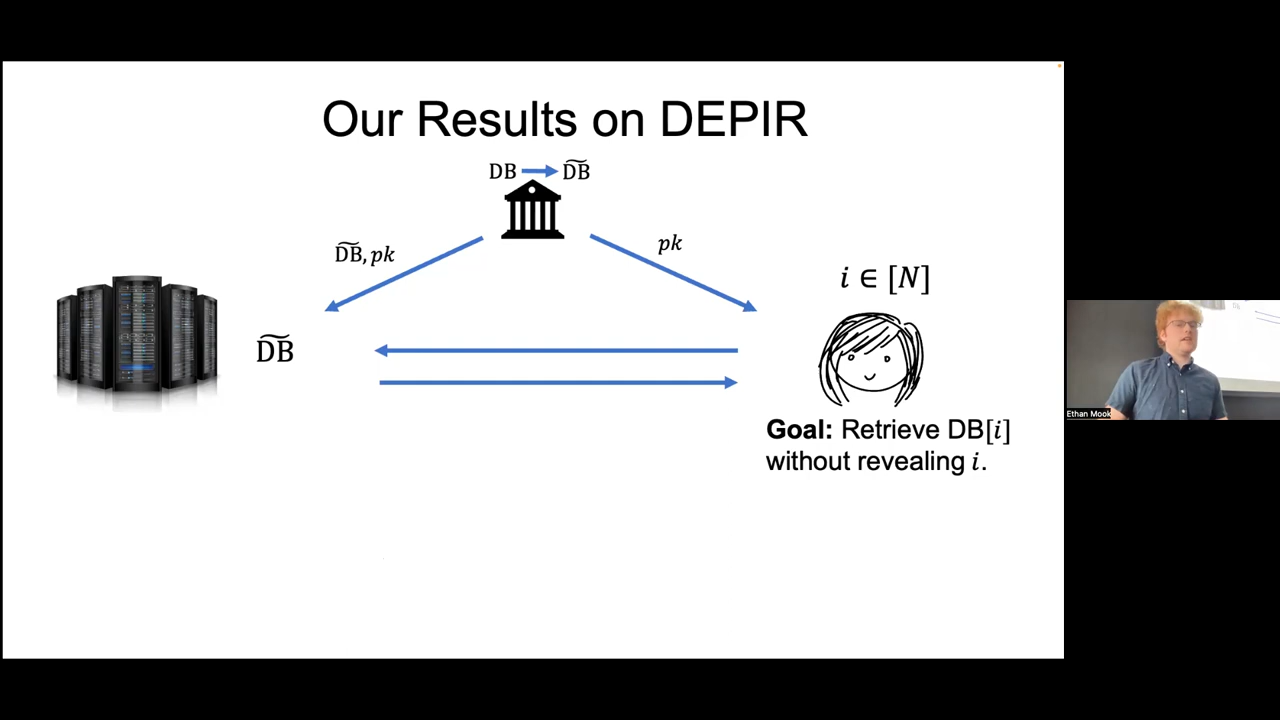 Our Results on DEPIR
DB D͂B
D͂B, pk
pk
i ∈ [N]
D͂B
Goal: Retrieve DB[i]
without revealing i.
Ethan Mook